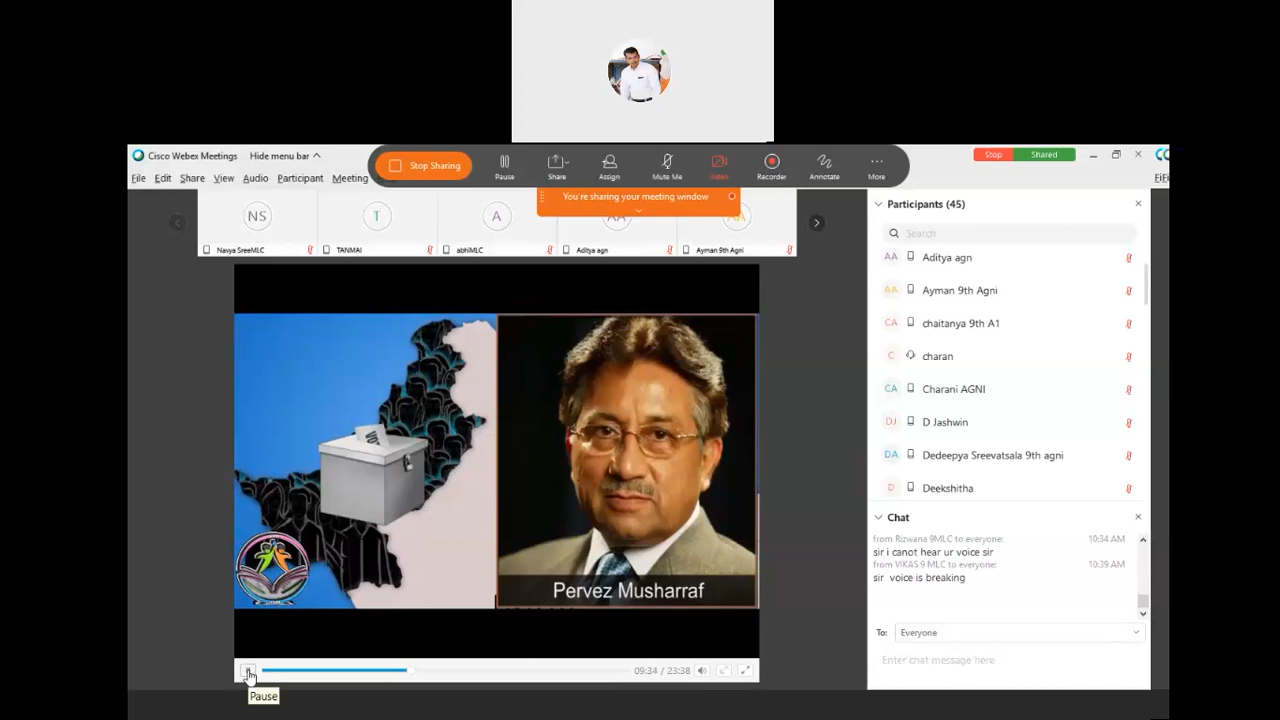 Cisco Webex Meetings
Hide menu bar
Stop Sharing
Pause
Share
Assign
Mute Me
Recorder
Annotate
More
Stop
Shared
File
Edit
Share
View
Audio
Participant
Meeting
You're sharing your meeting window
NS
T
A
AA
AA
Navya SreeMLC
TANMAI
abhiMLC
Aditya agn
Ayman 9th Agni
Participants (45)
Search
AA Aditya agn
AA Ayman 9th Agni
CA chaitanya 9th A1
C charan
CA Charani AGNI
DJ D Jashwin
DA Dedeepya Sreevatsala 9th agni
D Deekshitha
VOTE
Pervez Musharraf
Chat
from Rizwana 9MLC to everyone: 10:34 AM
sir i canot hear ur voice sir
from VIKAS 9 MLC to everyone: 10:39 AM
sir voice is breaking
To: Everyone
Enter chat message here
09:34 / 23:38
Pause